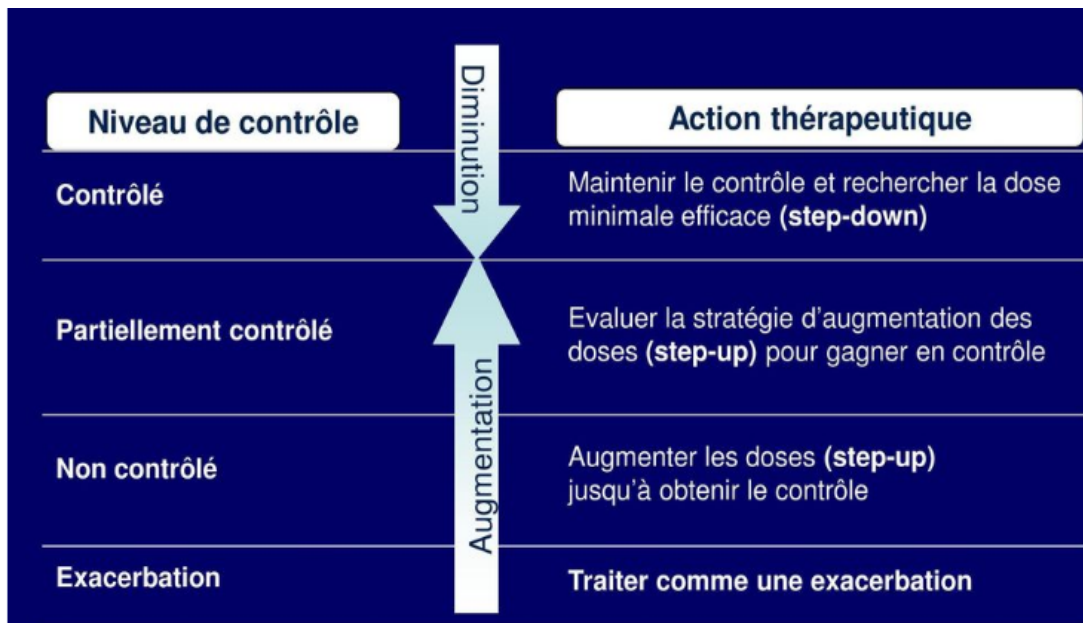 Niveau de contrôle
Diminution
Action thérapeutique
Contrôlé
Maintenir le contrôle et rechercher la dose
minimale efficace (step-down)
Partiellement contrôlé
Evaluer la stratégie d'augmentation des
doses (step-up) pour gagner en contrôle
Augmentation
Non contrôlé
Augmenter les doses (step-up)
jusqu'à obtenir le contrôle
Exacerbation
Traiter comme une exacerbation